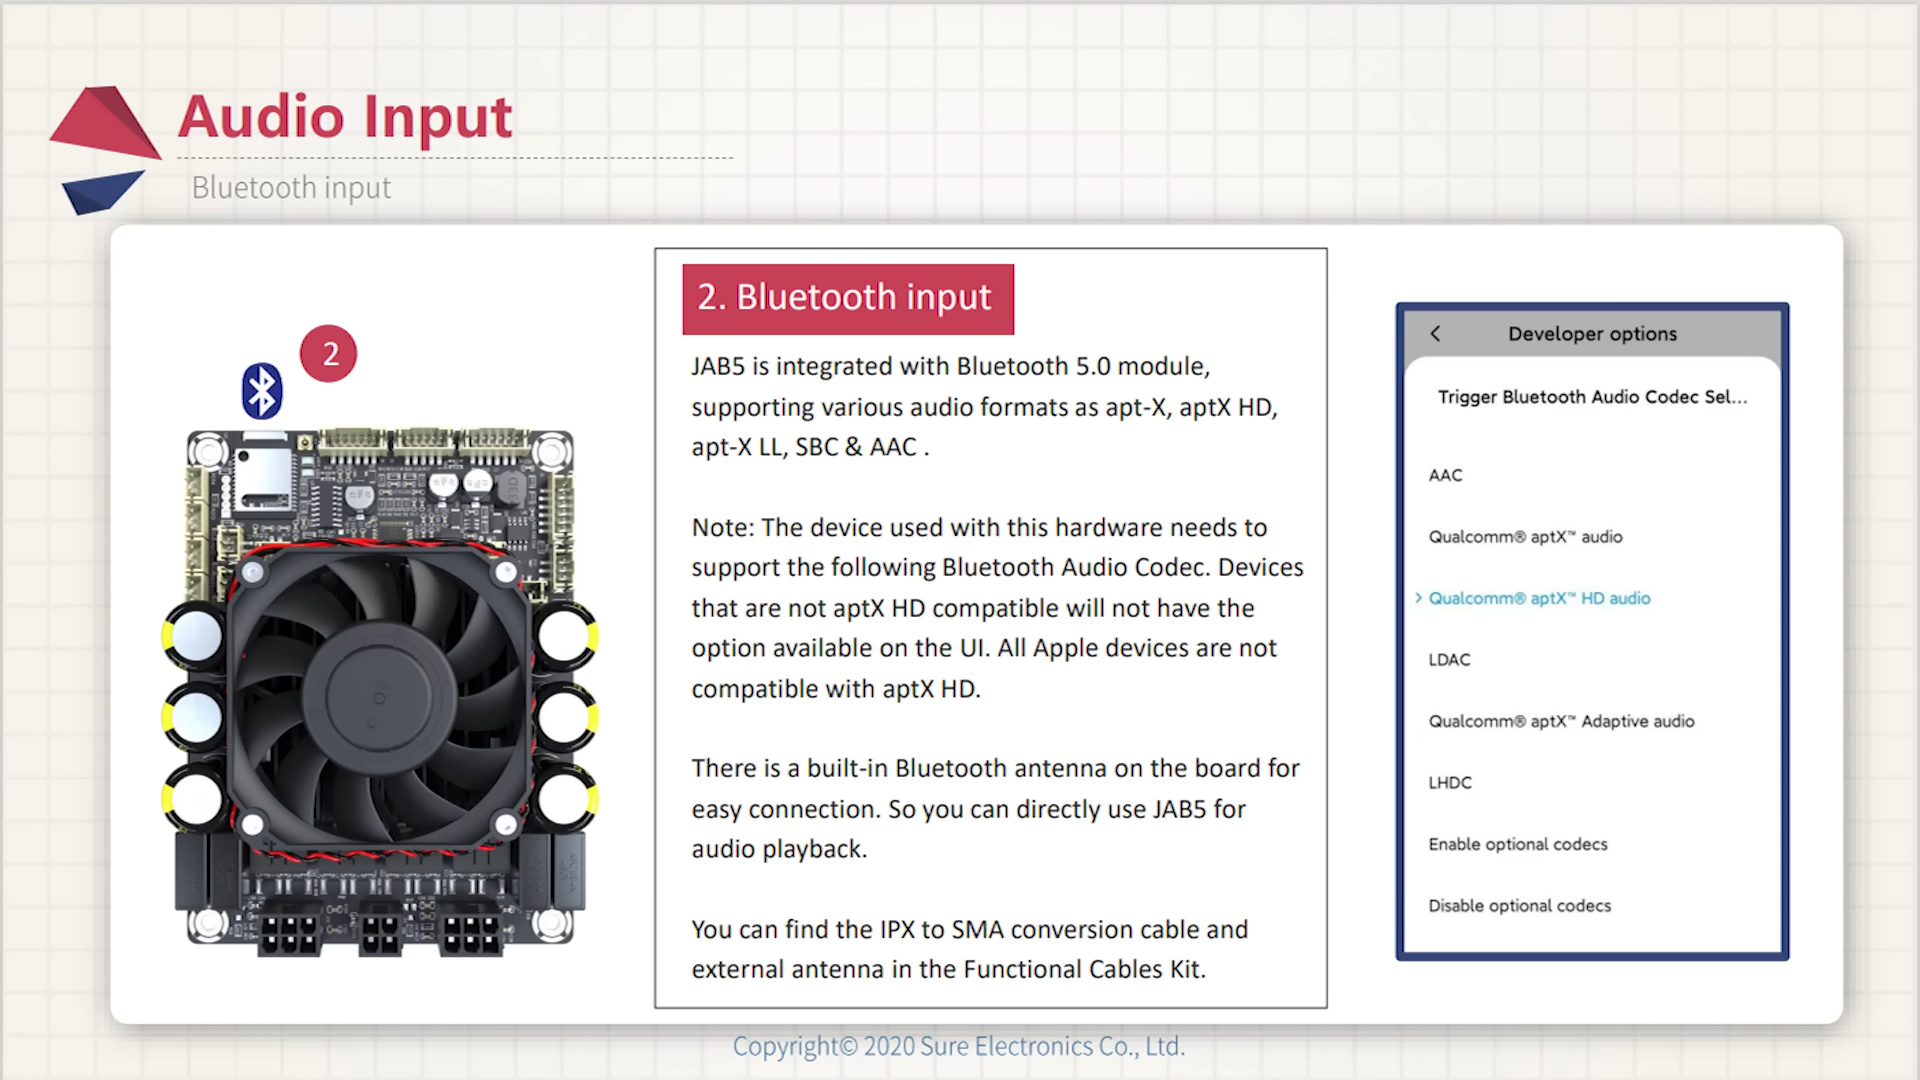 Audio Input
Bluetooth input
2
2. Bluetooth input
JAB5 is integrated with Bluetooth 5.0 module,
supporting various audio formats as apt-X, aptX HD,
apt-X LL, SBC & AAC .
Note: The device used with this hardware needs to
support the following Bluetooth Audio Codec. Devices
that are not aptX HD compatible will not have the
option available on the UI. All Apple devices are not
compatible with aptX HD.
There is a built-in Bluetooth antenna on the board for
easy connection. So you can directly use JAB5 for
audio playback.
You can find the IPX to SMA conversion cable and
external antenna in the Functional Cables Kit.
Developer options
Trigger Bluetooth Audio Codec Sel...
AAC
Qualcomm® aptX™ audio
Qualcomm® aptX™ HD audio
LDAC
Qualcomm® aptX™ Adaptive audio
LHDC
Enable optional codecs
Disable optional codecs
Copyright© 2020 Sure Electronics Co., Ltd.